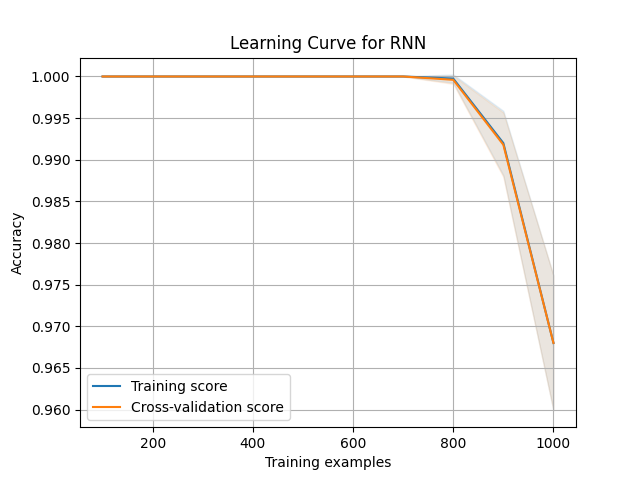 Learning Curve for RNN
1.000
0.995
0.990
0.985
0.980
0.975
0.970
0.965
0.960
Accuracy
Training score
Cross-validation score
200 400 600 800 1000
Training examples